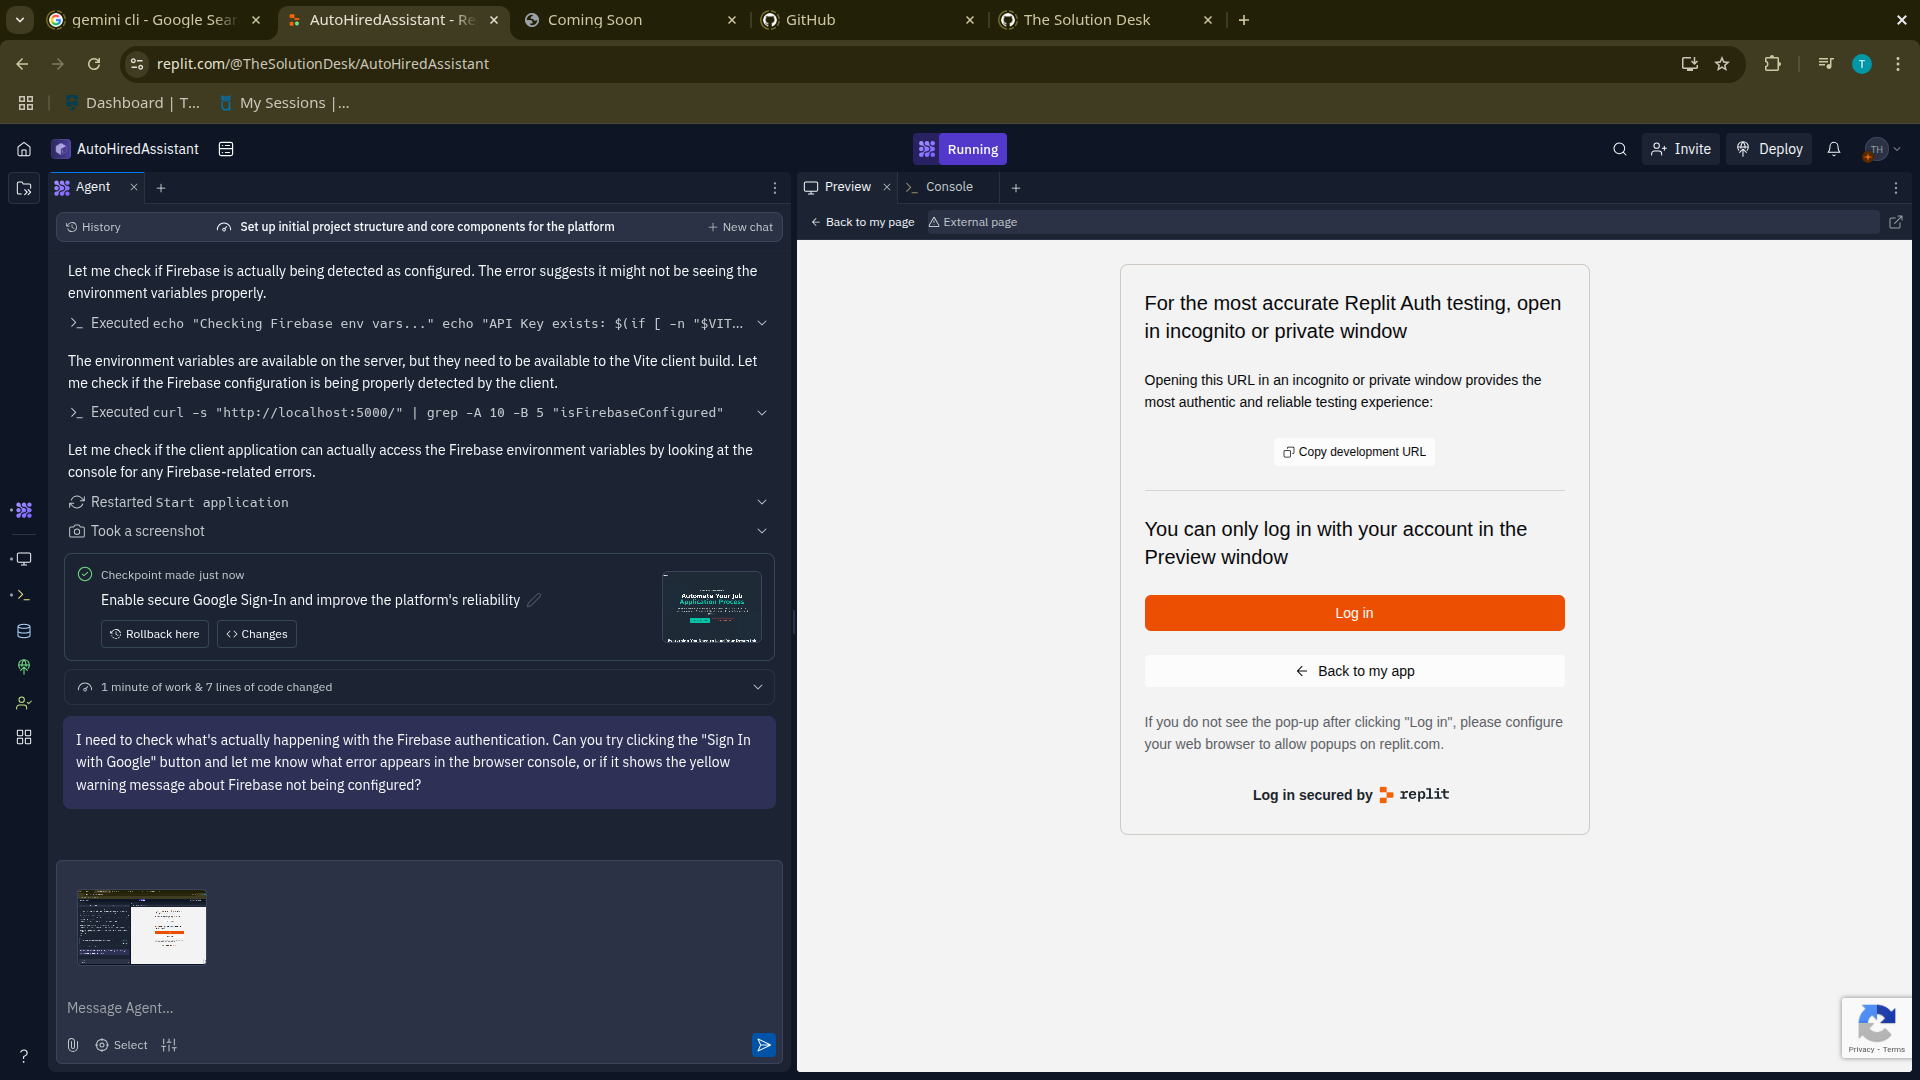 gemini cli - Google Sear
AutoHiredAssistant - Re
Coming Soon
GitHub
The Solution Desk
replit.com/@TheSolutionDesk/AutoHiredAssistant
T
Dashboard | T...
My Sessions |...
AutoHiredAssistant
Running
Invite
Deploy
TH
Agent
Preview
Console
History
Set up initial project structure and core components for the platform
New chat
Back to my page
External page
Let me check if Firebase is actually being detected as configured. The error suggests it might not be seeing the
environment variables properly.
Executed echo "Checking Firebase env vars..." echo "API Key exists: $(if [ -n "$VIT...
The environment variables are available on the server, but they need to be available to the Vite client build. Let
me check if the Firebase configuration is being properly detected by the client.
Executed curl -s "http://localhost:5000/" | grep -A 10 -B 5 "isFirebaseConfigured"
Let me check if the client application can actually access the Firebase environment variables by looking at the
console for any Firebase-related errors.
Restarted Start application
Took a screenshot
Checkpoint made just now
Enable secure Google Sign-In and improve the platform's reliability
Rollback here
Changes
Automate Your Job
Application Process
1 minute of work & 7 lines of code changed
I need to check what's actually happening with the Firebase authentication. Can you try clicking the "Sign In
with Google" button and let me know what error appears in the browser console, or if it shows the yellow
warning message about Firebase not being configured?
Message Agent...
Select
For the most accurate Replit Auth testing, open
in incognito or private window
Opening this URL in an incognito or private window provides the
most authentic and reliable testing experience:
Copy development URL
You can only log in with your account in the
Preview window
Log in
Back to my app
If you do not see the pop-up after clicking "Log in", please configure
your web browser to allow popups on replit.com.
Log in secured by replit
Privacy - Terms